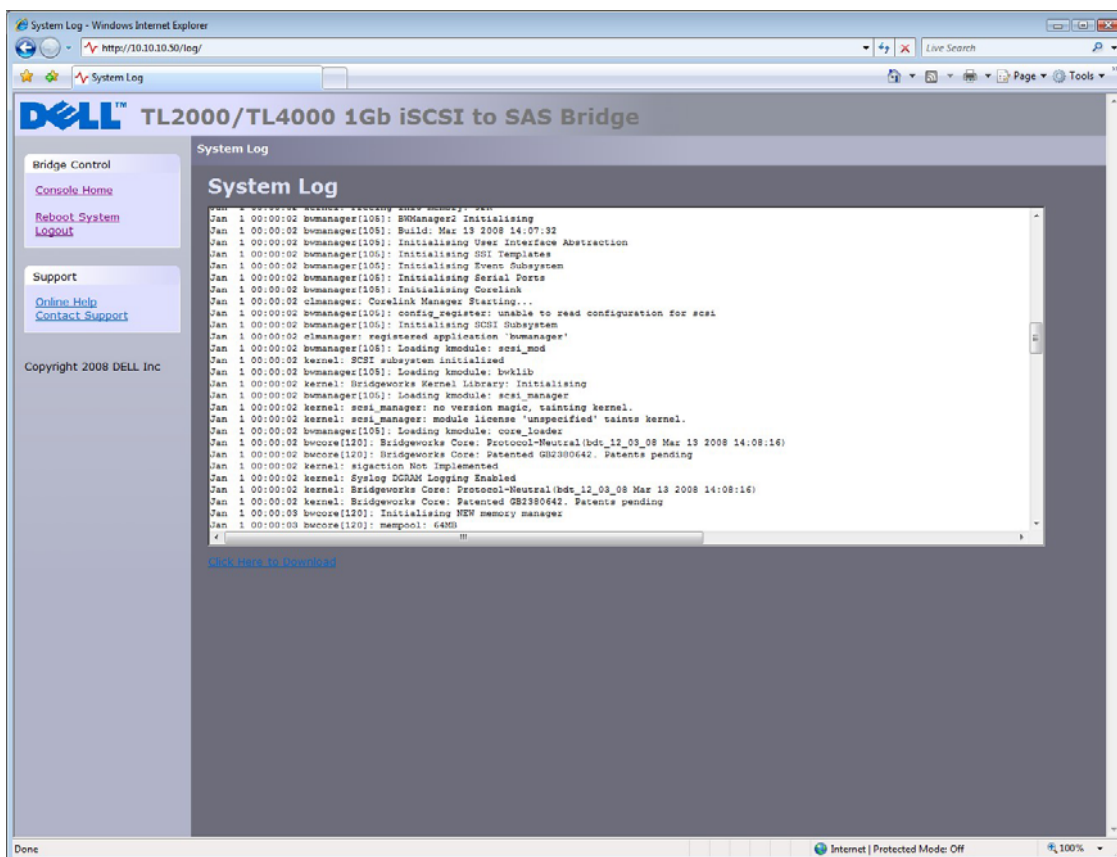 System Log - Windows Internet Explorer
http://10.10.10.50/log/
Live Search
System Log
Page
Tools
DELL™ TL2000/TL4000 1Gb iSCSI to SAS Bridge
System Log
Bridge Control
Console Home
Reboot System
Logout
Support
Online Help
Contact Support
Copyright 2008 DELL Inc
System Log
Jan 1 00:00:02 bwmanager[105]: BWManager2 Initialising
Jan 1 00:00:02 bwmanager[105]: Build: Mar 13 2008 14:07:32
Jan 1 00:00:02 bwmanager[105]: Initialising User Interface Abstraction
Jan 1 00:00:02 bwmanager[105]: Initialising SSI Templates
Jan 1 00:00:02 bwmanager[105]: Initialising Event Subsystem
Jan 1 00:00:02 bwmanager[105]: Initialising Serial Ports
Jan 1 00:00:02 bwmanager[105]: Initialising Corelink
Jan 1 00:00:02 clmanager: Corelink Manager Starting...
Jan 1 00:00:02 bwmanager[105]: config_register: unable to read configuration for scsi
Jan 1 00:00:02 bwmanager[105]: Initialising SCSI Subsystem
Jan 1 00:00:02 clmanager: registered application `bwmanager'
Jan 1 00:00:02 bwmanager[105]: Loading kmodule: scsi_mod
Jan 1 00:00:02 kernel: SCSI subsystem initialized
Jan 1 00:00:02 bwmanager[105]: Loading kmodule: bwklib
Jan 1 00:00:02 kernel: Bridgeworks Kernel Library: Initialising
Jan 1 00:00:02 bwmanager[105]: Loading kmodule: scsi_manager
Jan 1 00:00:02 kernel: scsi_manager: no version magic, tainting kernel.
Jan 1 00:00:02 kernel: scsi_manager: module license 'unspecified' taints kernel.
Jan 1 00:00:02 bwmanager[105]: Loading kmodule: core_loader
Jan 1 00:00:02 bwcore[120]: Bridgeworks Core: Protocol-Neutral(bdt_12_03_08 Mar 13 2008 14:08:16)
Jan 1 00:00:02 bwcore[120]: Bridgeworks Core: Patented GB2380642. Patents pending
Jan 1 00:00:02 kernel: sigaction Not Implemented
Jan 1 00:00:02 kernel: Syslog DGRAM Logging Enabled
Jan 1 00:00:02 kernel: Bridgeworks Core: Protocol-Neutral(bdt_12_03_08 Mar 13 2008 14:08:16)
Jan 1 00:00:02 kernel: Bridgeworks Core: Patented GB2380642. Patents pending
Jan 1 00:00:03 bwcore[120]: Initialising NEW memory manager
Jan 1 00:00:03 bwcore[120]: mempool: 64MB
Click Here to Download
Done
Internet | Protected Mode: Off
100%